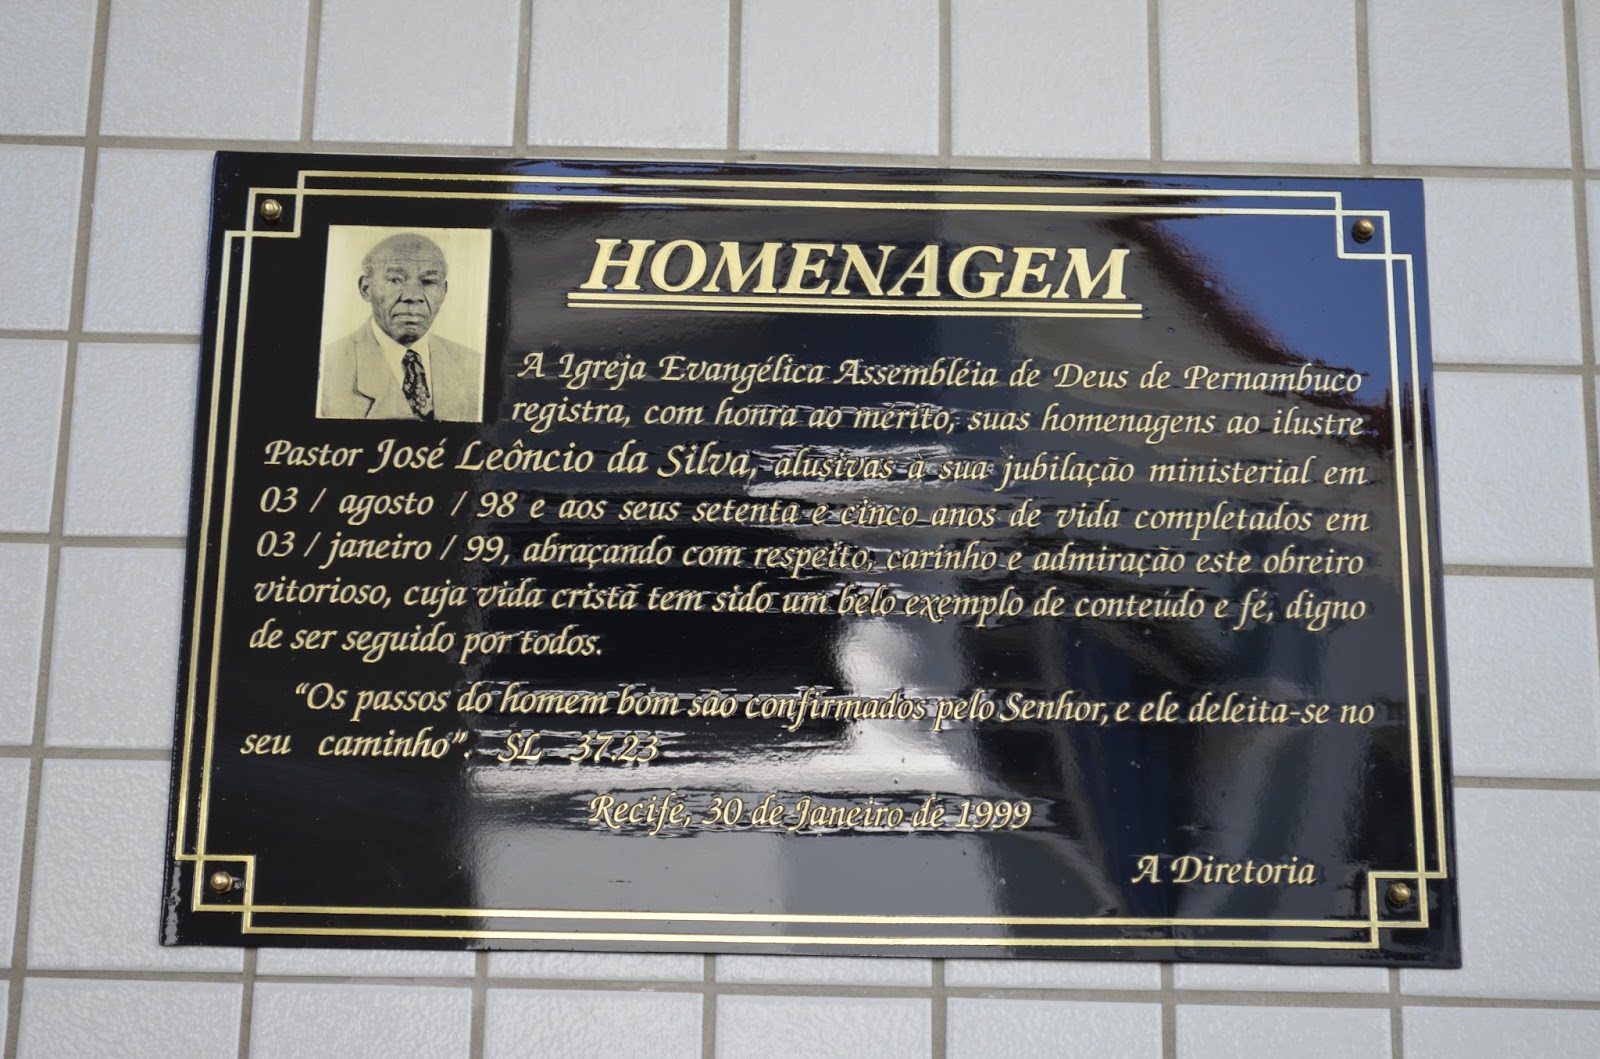 HOMENAGEM
A Igreja Evangélica Assembléia de Deus de Pernambuco
registra, com honra ao mérito, suas homenagens ao ilustre
Pastor José Leôncio da Silva, alusivas à sua jubilação ministerial em
03 / agosto / 98 e aos seus setenta e cinco anos de vida completados em
03 / janeiro / 99, abraçando com respeito, carinho e admiração este obreiro
vitorioso, cuja vida cristã tem sido um belo exemplo de conteúdo e fé, digno
de ser seguido por todos.
“Os passos do homem bom são confirmados pelo Senhor, e ele deleita-se no
seu caminho”. SL 37.23
Recife, 30 de Janeiro de 1999
A Diretoria